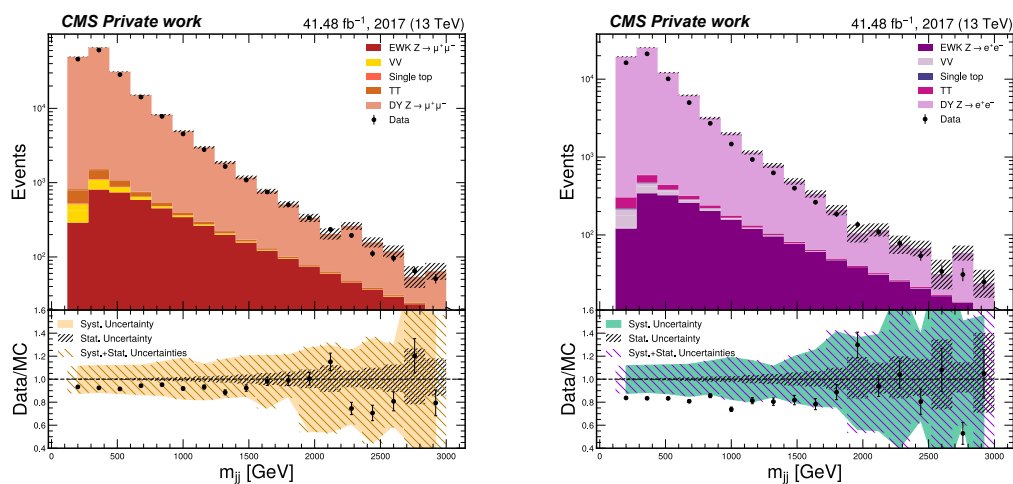 CMS Private work
41.48 fb⁻¹, 2017 (13 TeV)
Events
10⁴
10³
10²
EWK Z → μ⁺μ⁻
VV
Single top
TT
DY Z → μ⁺μ⁻
Data
Data/MC
1.6
1.4
1.2
1.0
0.8
0.6
0.4
Syst. Uncertainty
Stat. Uncertainty
Syst.+Stat. Uncertainties
0 500 1000 1500 2000 2500 3000
m_jj [GeV]
CMS Private work
41.48 fb⁻¹, 2017 (13 TeV)
Events
10⁴
10³
10²
EWK Z → e⁺e⁻
VV
Single top
TT
DY Z → e⁺e⁻
Data
Data/MC
1.6
1.4
1.2
1.0
0.8
0.6
0.4
Syst. Uncertainty
Stat. Uncertainty
Syst.+Stat. Uncertainties
0 500 1000 1500 2000 2500 3000
m_jj [GeV]